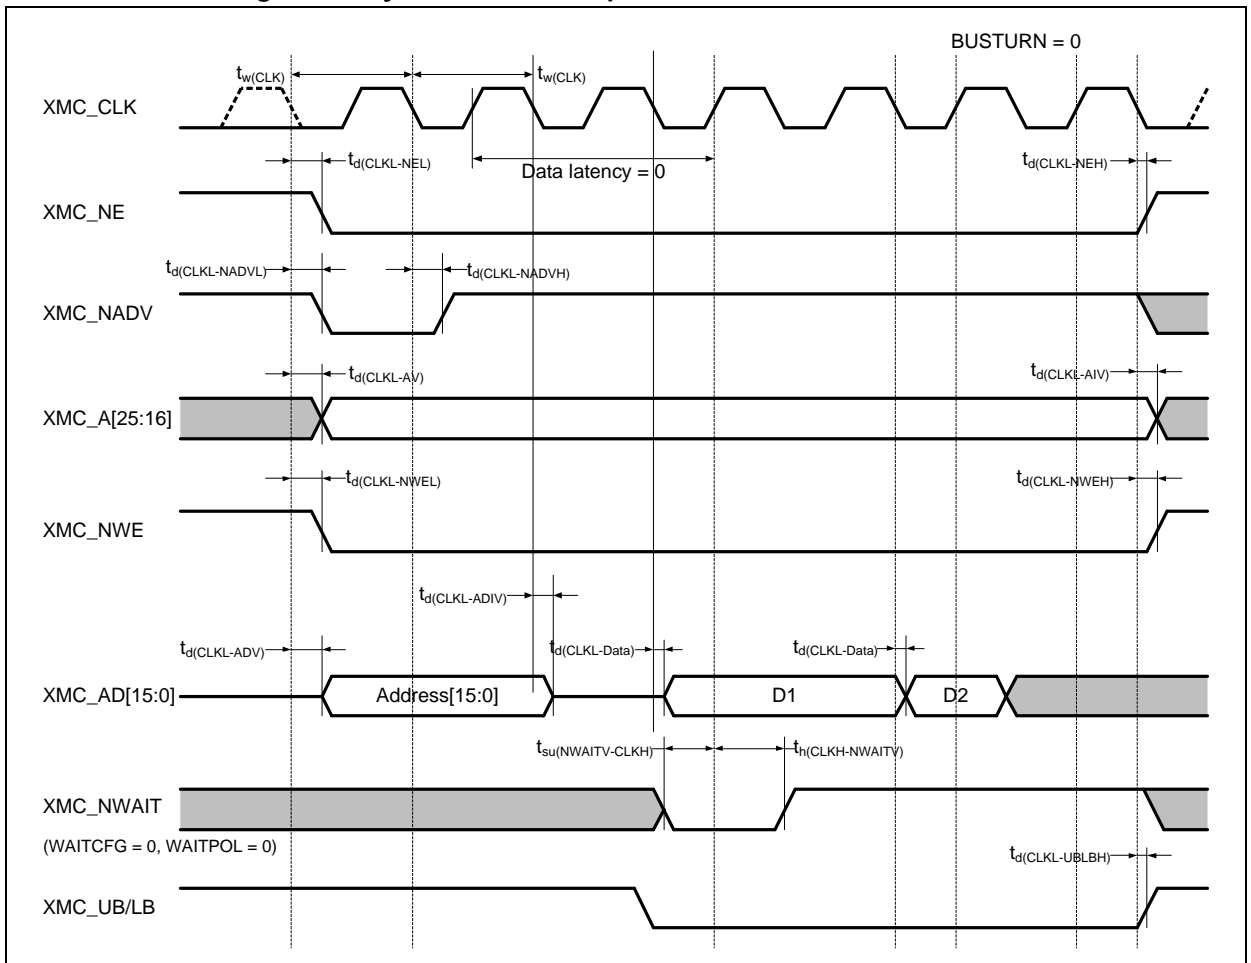 BUSTURN = 0
tw(CLK) tw(CLK)
XMC_CLK
td(CLKL-NEL) td(CLKL-NEH)
Data latency = 0
XMC_NE
td(CLKL-NADVL) td(CLKL-NADVH)
XMC_NADV
td(CLKL-AV) td(CLKL-AIV)
XMC_A[25:16]
td(CLKL-NWEL) td(CLKL-NWEH)
XMC_NWE
td(CLKL-ADIV)
td(CLKL-ADV) td(CLKL-Data) td(CLKL-Data)
XMC_AD[15:0] Address[15:0] D1 D2
tsu(NWAITV-CLKH) th(CLKH-NWAITV)
XMC_NWAIT
(WAITCFG = 0, WAITPOL = 0)
td(CLKL-UBLBH)
XMC_UB/LB